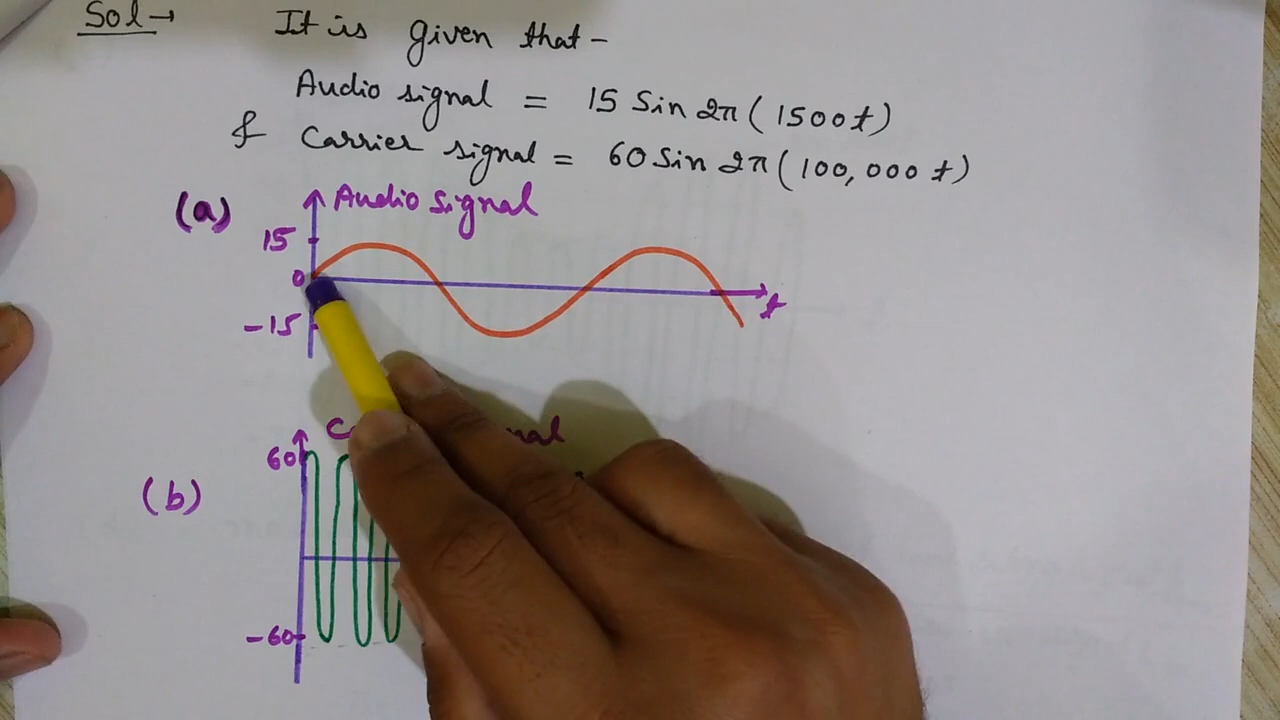 Sol → It is given that –
Audio signal = 15 Sin 2π (1500t)
& Carrier signal = 60 Sin 2π (100,000 t)
(a) Audio signal
15
0
-15
t
60
(b)
-60